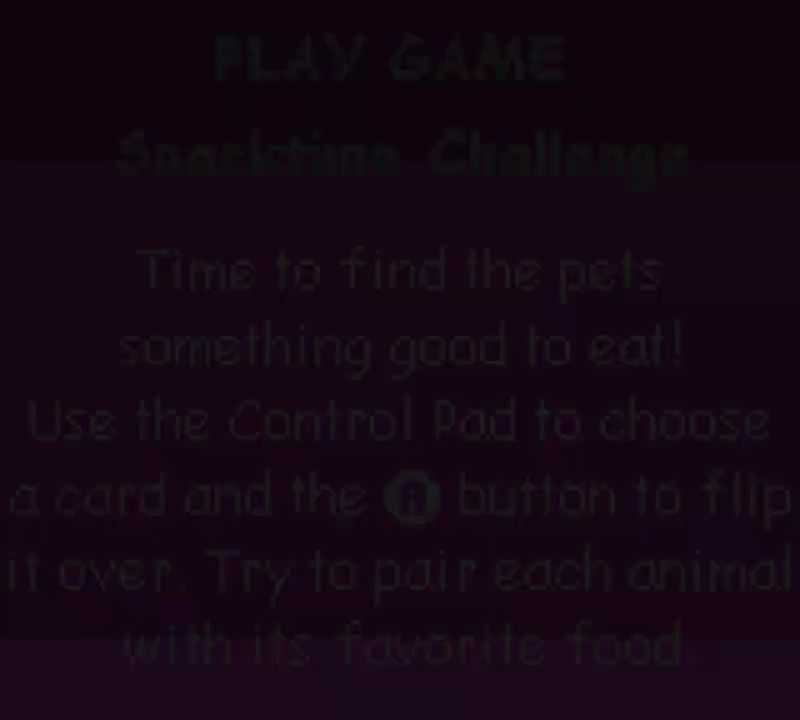 PLAY GAME
Snacktime Challenge
Time to find the pets
something good to eat!
Use the Control Pad to choose
a card and the A button to flip
it over. Try to pair each animal
with its favorite food.